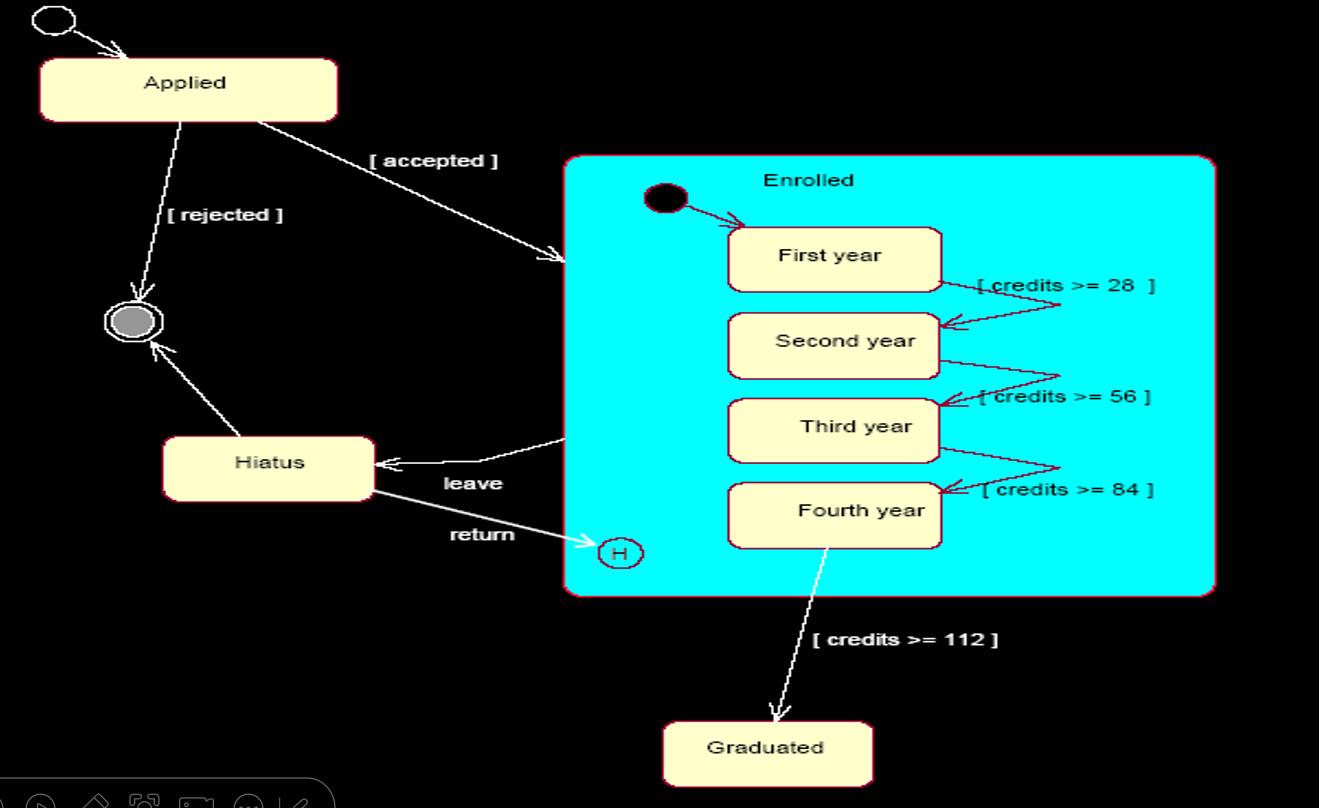 Applied
[ accepted ]
Enrolled
[ rejected ]
First year
[ credits >= 28  ]
Second year
[ credits >= 56 ]
Third year
Hiatus
leave
[ credits >= 84 ]
Fourth year
return
H
[ credits >= 112 ]
Graduated